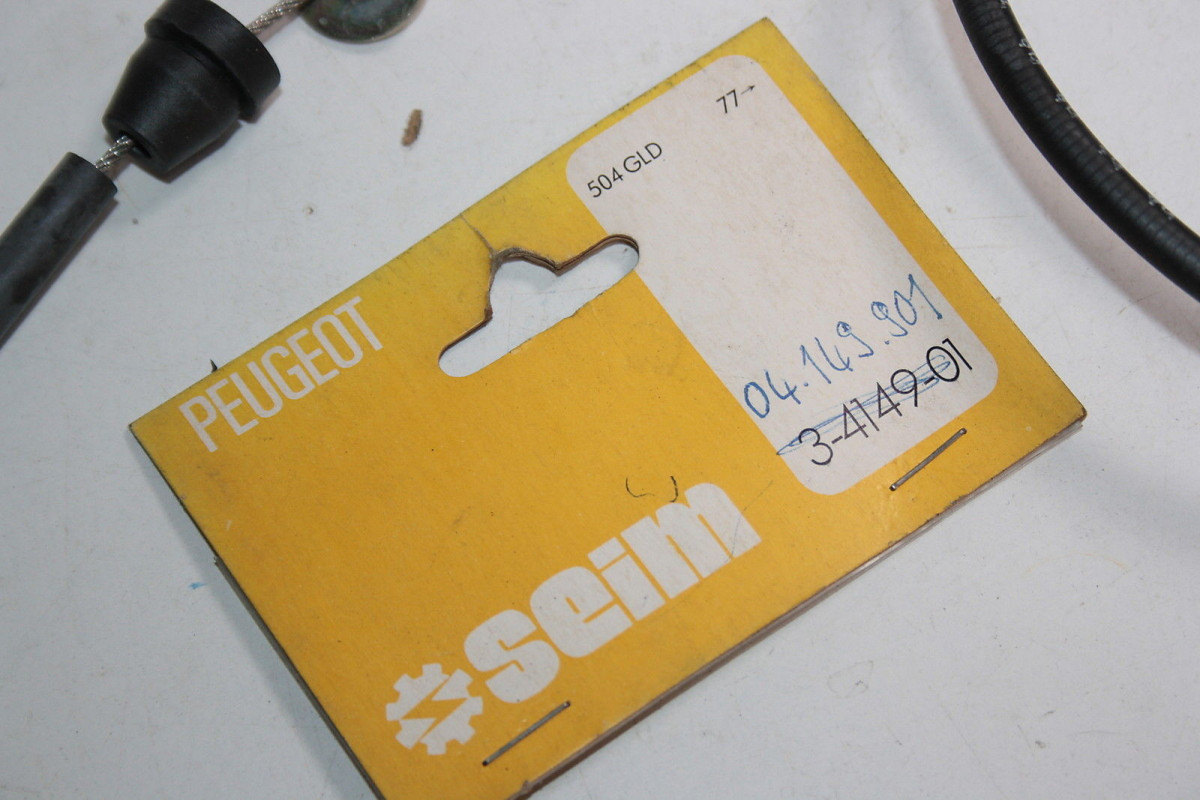 PEUGEOT
504 GLD
77→
04.149.901
3-4149-01
seim